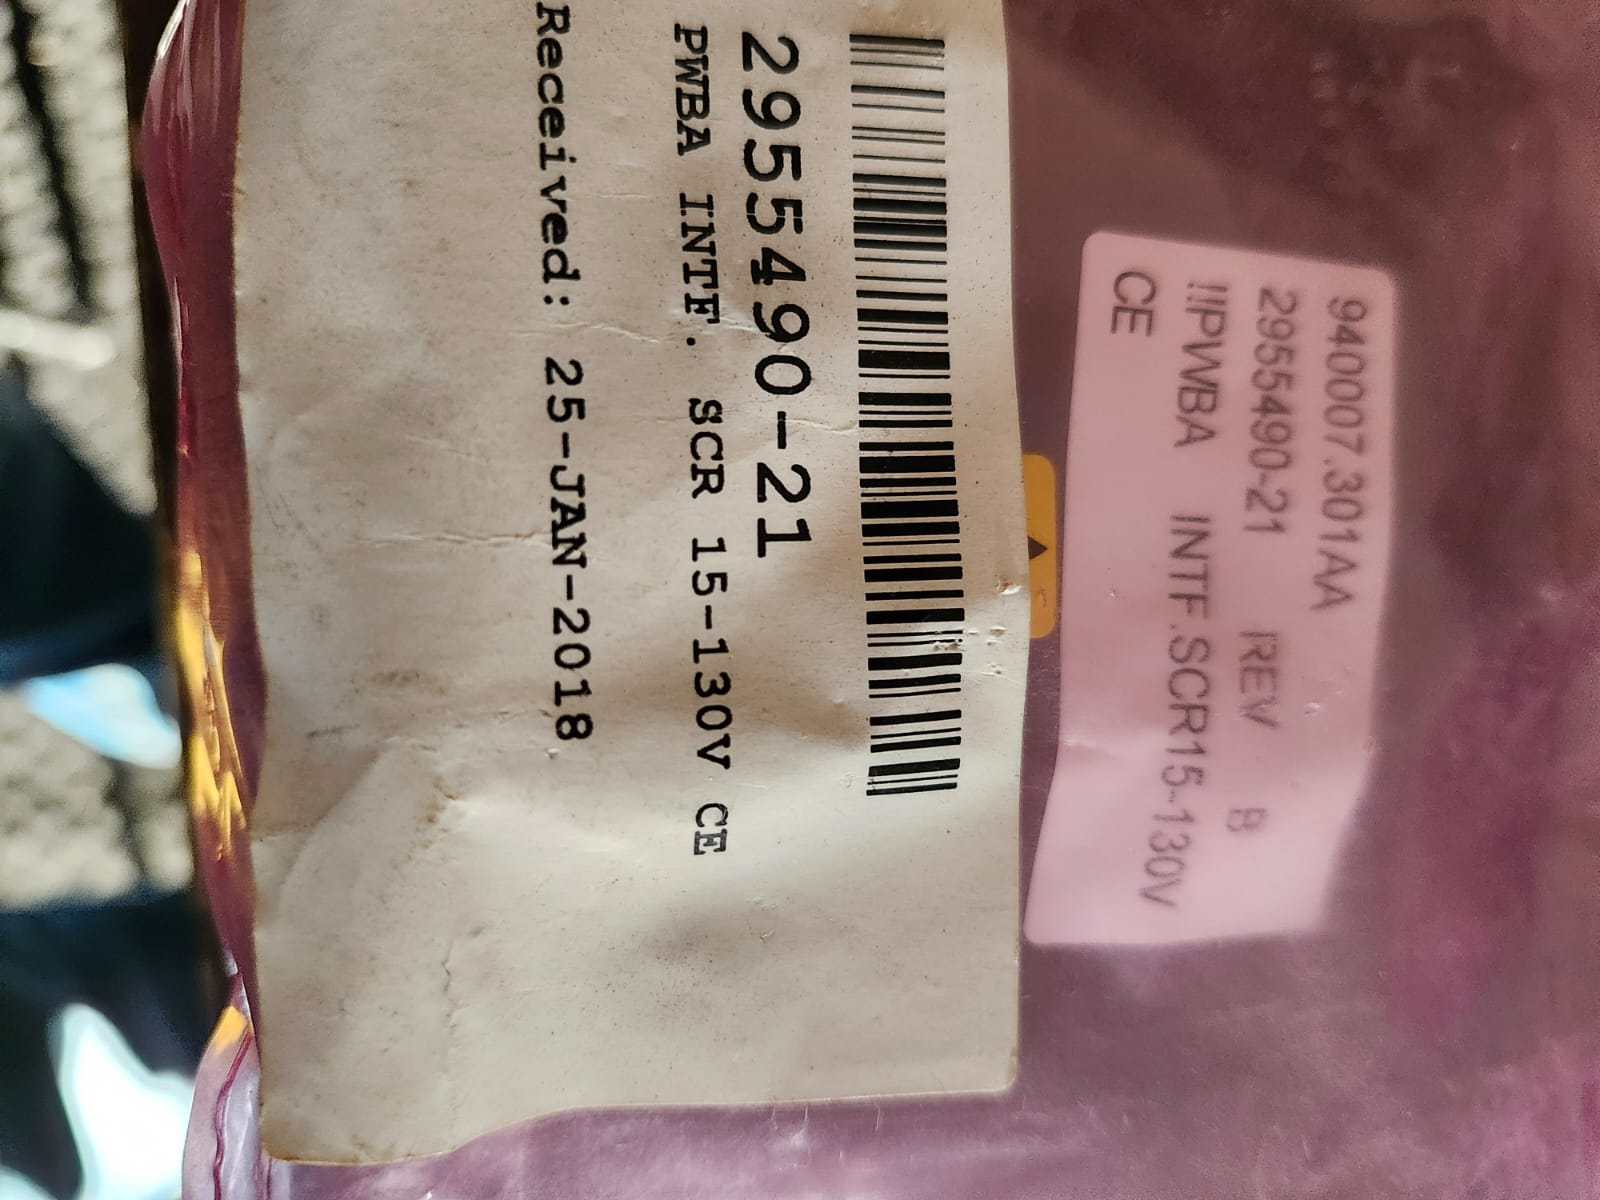 2955490-21
PWBA INTF. SCR 15-130V CE
Received: 25-JAN-2018
940007.301AA
2955490-21 REV B
!!PWBA INTF.SCR15-130V
CE